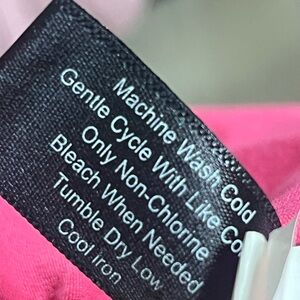 Machine Wash Cold
Gentle Cycle With Like
Only Non-Chlorine
Bleach When Needed
Tumble Dry Low
Cool iron